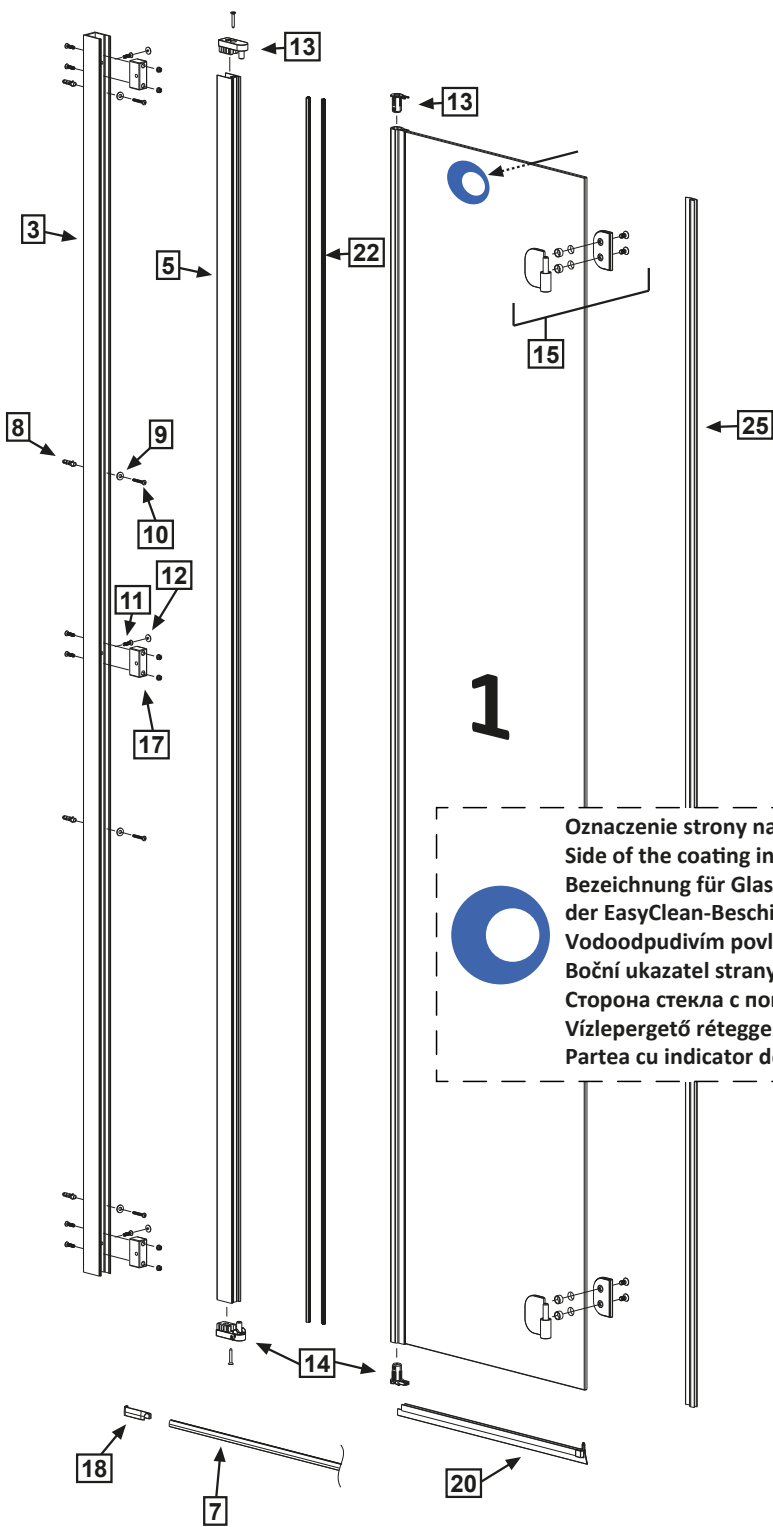 13
13
3
5
22
15
25
8
9
10
12
11
17
1
Oznaczenie strony na
Side of the coating in
Bezeichnung für Glas
der EasyClean-Beschi
Vodoodpudivím povl
Boční ukazatel strany
Сторона стекла с по
Vízlepergető rétegge
Partea cu indicator d
14
18
7
20